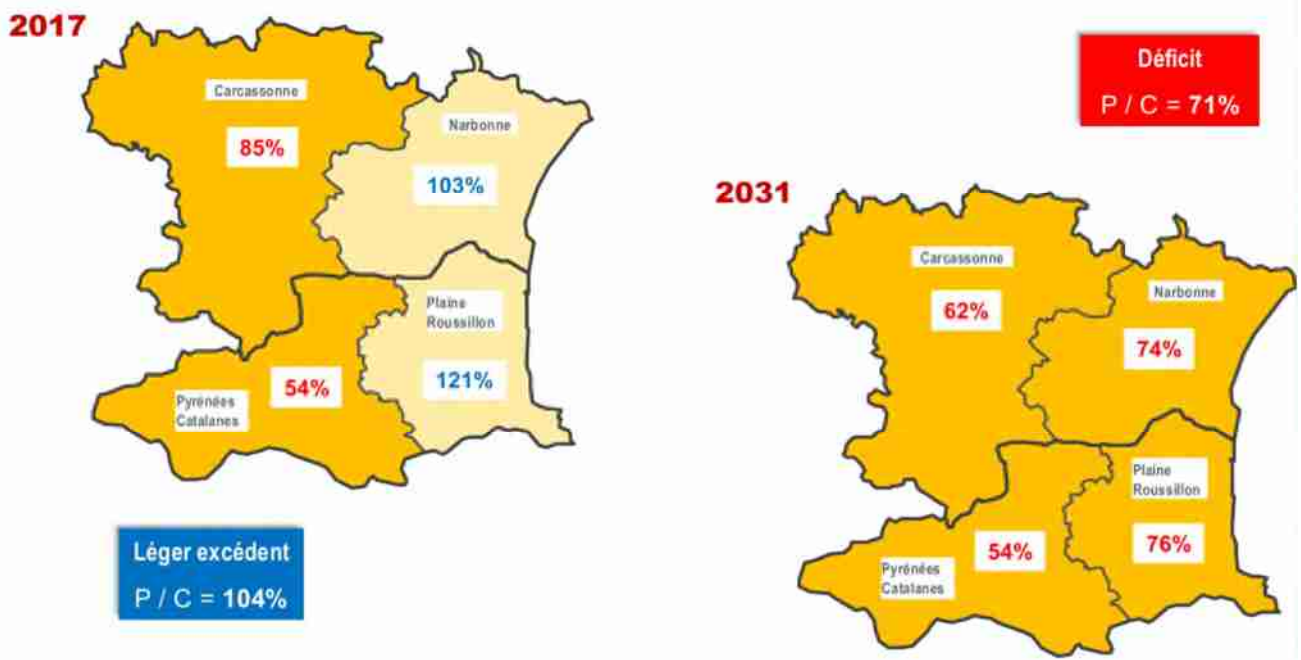 2017
Carcassonne
85%
Narbonne
103%
Plaine
Roussillon
121%
54%
Pyrénées
Catalanes
Léger excédent
P / C = 104%
Déficit
P / C = 71%
2031
Carcassonne
62%
Narbonne
74%
Plaine
Roussillon
76%
54%
Pyrénées
Catalanes